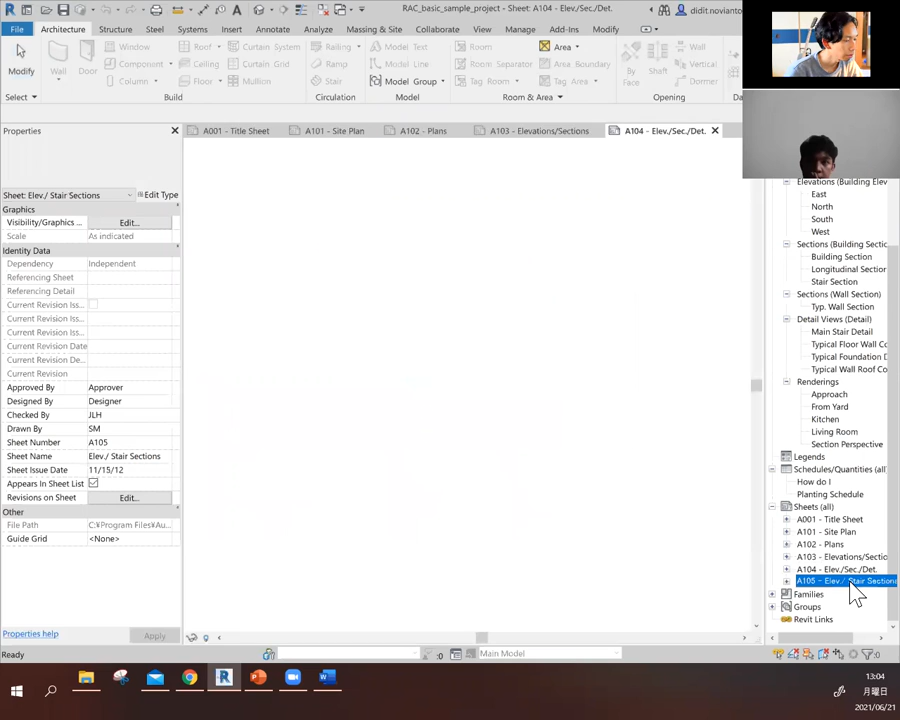 RAC_basic_sample_project - Sheet: A104 - Elev./Sec./Det.
didit.novianto
File Architecture Structure Steel Systems Insert Annotate Analyze Massing & Site Collaborate View Manage Add-Ins Modify
Modify
Wall
Door
Window
Component
Column
Roof
Ceiling
Floor
Curtain System
Curtain Grid
Mullion
Railing
Ramp
Stair
Model Text
Model Line
Model Group
Room
Room Separator
Tag Room
Area
Area Boundary
Tag Area
By Face
Shaft
Wall
Vertical
Dormer
Select
Build
Circulation
Model
Room & Area
Opening
Da
Properties
A001 - Title Sheet
A101 - Site Plan
A102 - Plans
A103 - Elevations/Sections
A104 - Elev./Sec./Det.
Sheet: Elev./ Stair Sections
Edit Type
Graphics
Visibility/Graphics ... Edit...
Scale As indicated
Identity Data
Dependency Independent
Referencing Sheet
Referencing Detail
Current Revision Iss...
Current Revision Iss...
Current Revision Iss...
Current Revision Date
Current Revision De...
Current Revision
Approved By Approver
Designed By Designer
Checked By JLH
Drawn By SM
Sheet Number A105
Sheet Name Elev./ Stair Sections
Sheet Issue Date 11/15/12
Appears In Sheet List
Revisions on Sheet Edit...
Other
File Path C:¥Program Files¥Au...
Guide Grid <None>
Properties help
Apply
Elevations (Building Elev
East
North
South
West
Sections (Building Sectic
Building Section
Longitudinal Section
Stair Section
Sections (Wall Section)
Typ. Wall Section
Detail Views (Detail)
Main Stair Detail
Typical Floor Wall Co
Typical Foundation D
Typical Wall Roof Co
Renderings
Approach
From Yard
Kitchen
Living Room
Section Perspective
Legends
Schedules/Quantities (all
How do I
Planting Schedule
Sheets (all)
A001 - Title Sheet
A101 - Site Plan
A102 - Plans
A103 - Elevations/Sectio
A104 - Elev./Sec./Det.
A105 - Elev./ Stair Sections
Families
Groups
Revit Links
Ready
:0
Main Model
:0
13:04
月曜日
2021/06/21